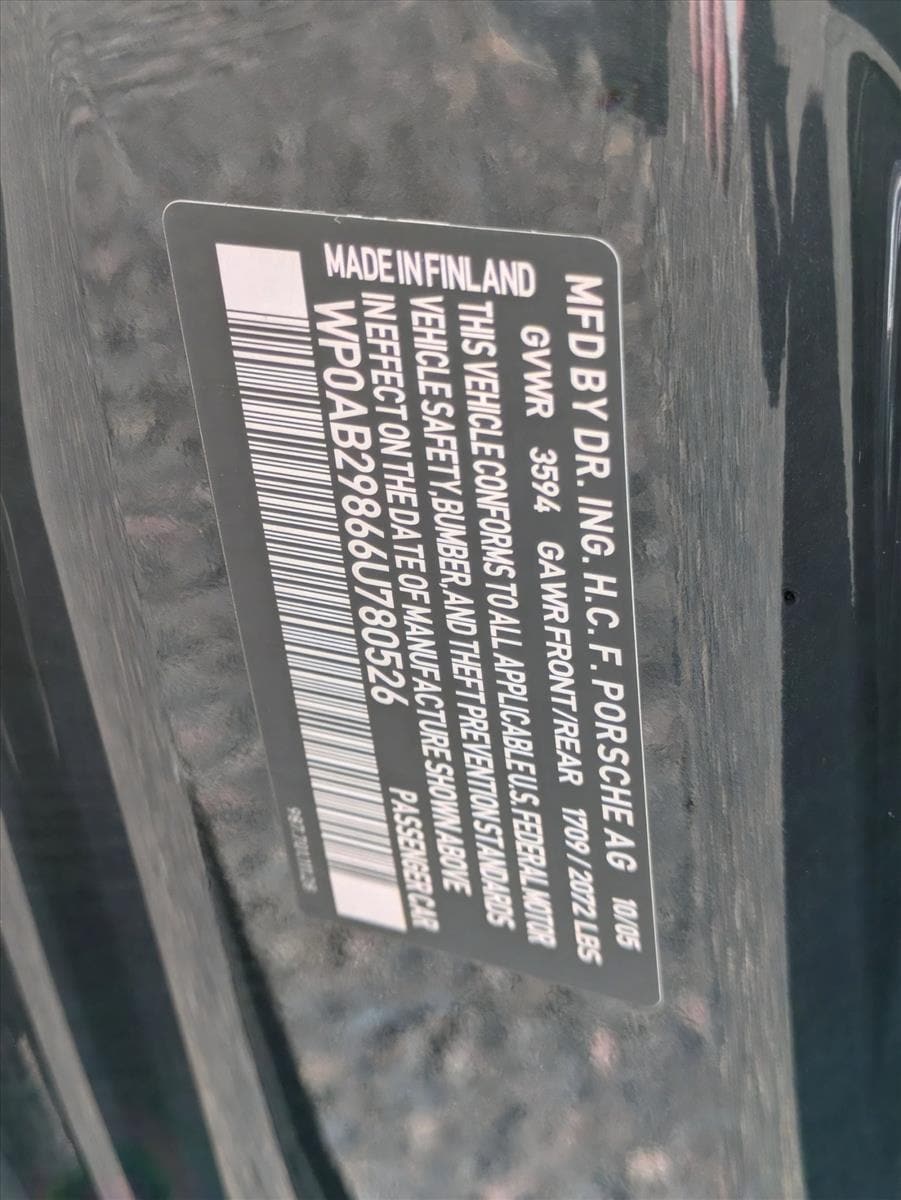 MFD BY DR. ING. H.C. F. PORSCHE AG 10/05
GVWR 3594 GAWR FRONT/REAR 1709/2072 LBS
THIS VEHICLE CONFORMS TO ALL APPLICABLE U.S. FEDERAL MOTOR
VEHICLE SAFETY, BUMBER, AND THEFT PREVENTION STANDARDS
IN EFFECT ON THE DATE OF MANUFACTURE SHOWN ABOVE
MADE IN FINLAND
PASSENGER CAR
WP0AB29866U780526